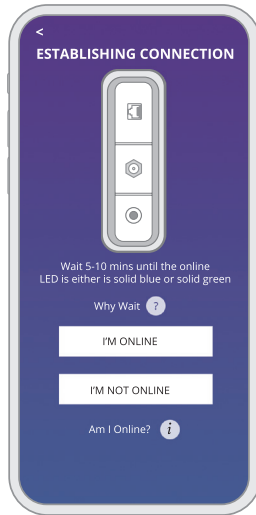 <
ESTABLISHING CONNECTION
Wait 5-10 mins until the online
LED is either is solid blue or solid green
Why Wait ?
I'M ONLINE
I'M NOT ONLINE
Am I Online? i